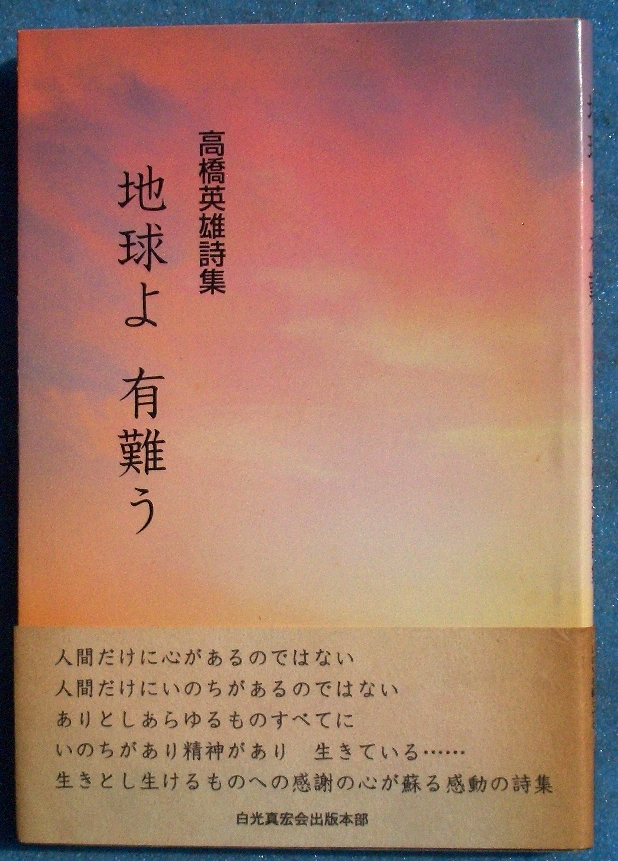 高橋英雄詩集
地球よ 有難う
人間だけに心があるのではない
人間だけにいのちがあるのではない
ありとしあらゆるものすべてに
いのちがあり精神があり　生きている……
生きとし生けるものへの感謝の心が蘇る感動の詩集
白光真宏会出版本部